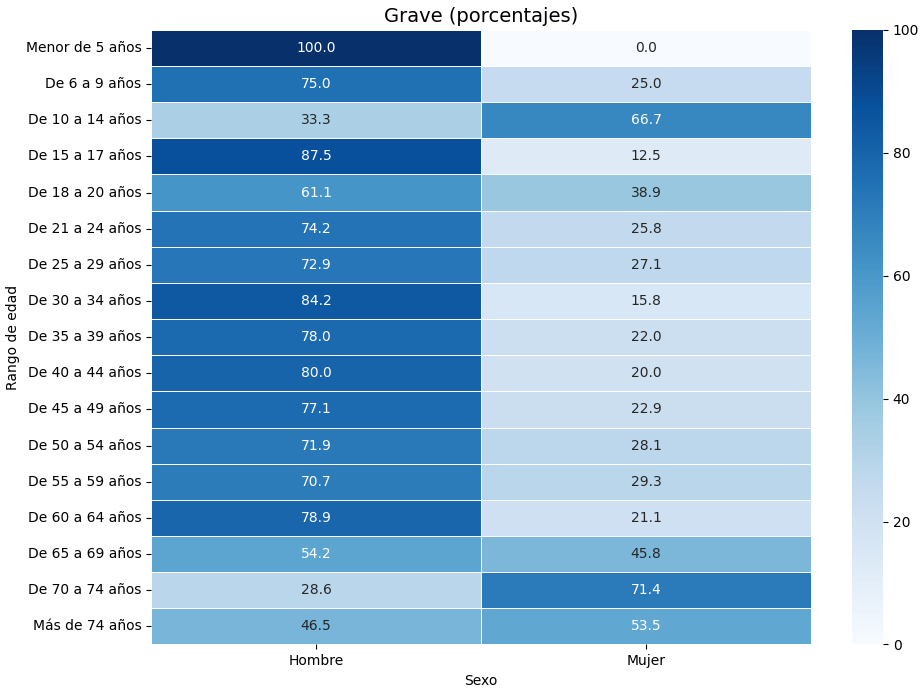 Grave (porcentajes)
Rango de edad
Menor de 5 años 100.0 0.0
De 6 a 9 años 75.0 25.0
De 10 a 14 años 33.3 66.7
De 15 a 17 años 87.5 12.5
De 18 a 20 años 61.1 38.9
De 21 a 24 años 74.2 25.8
De 25 a 29 años 72.9 27.1
De 30 a 34 años 84.2 15.8
De 35 a 39 años 78.0 22.0
De 40 a 44 años 80.0 20.0
De 45 a 49 años 77.1 22.9
De 50 a 54 años 71.9 28.1
De 55 a 59 años 70.7 29.3
De 60 a 64 años 78.9 21.1
De 65 a 69 años 54.2 45.8
De 70 a 74 años 28.6 71.4
Más de 74 años 46.5 53.5
Hombre Mujer
Sexo
100
80
60
40
20
0